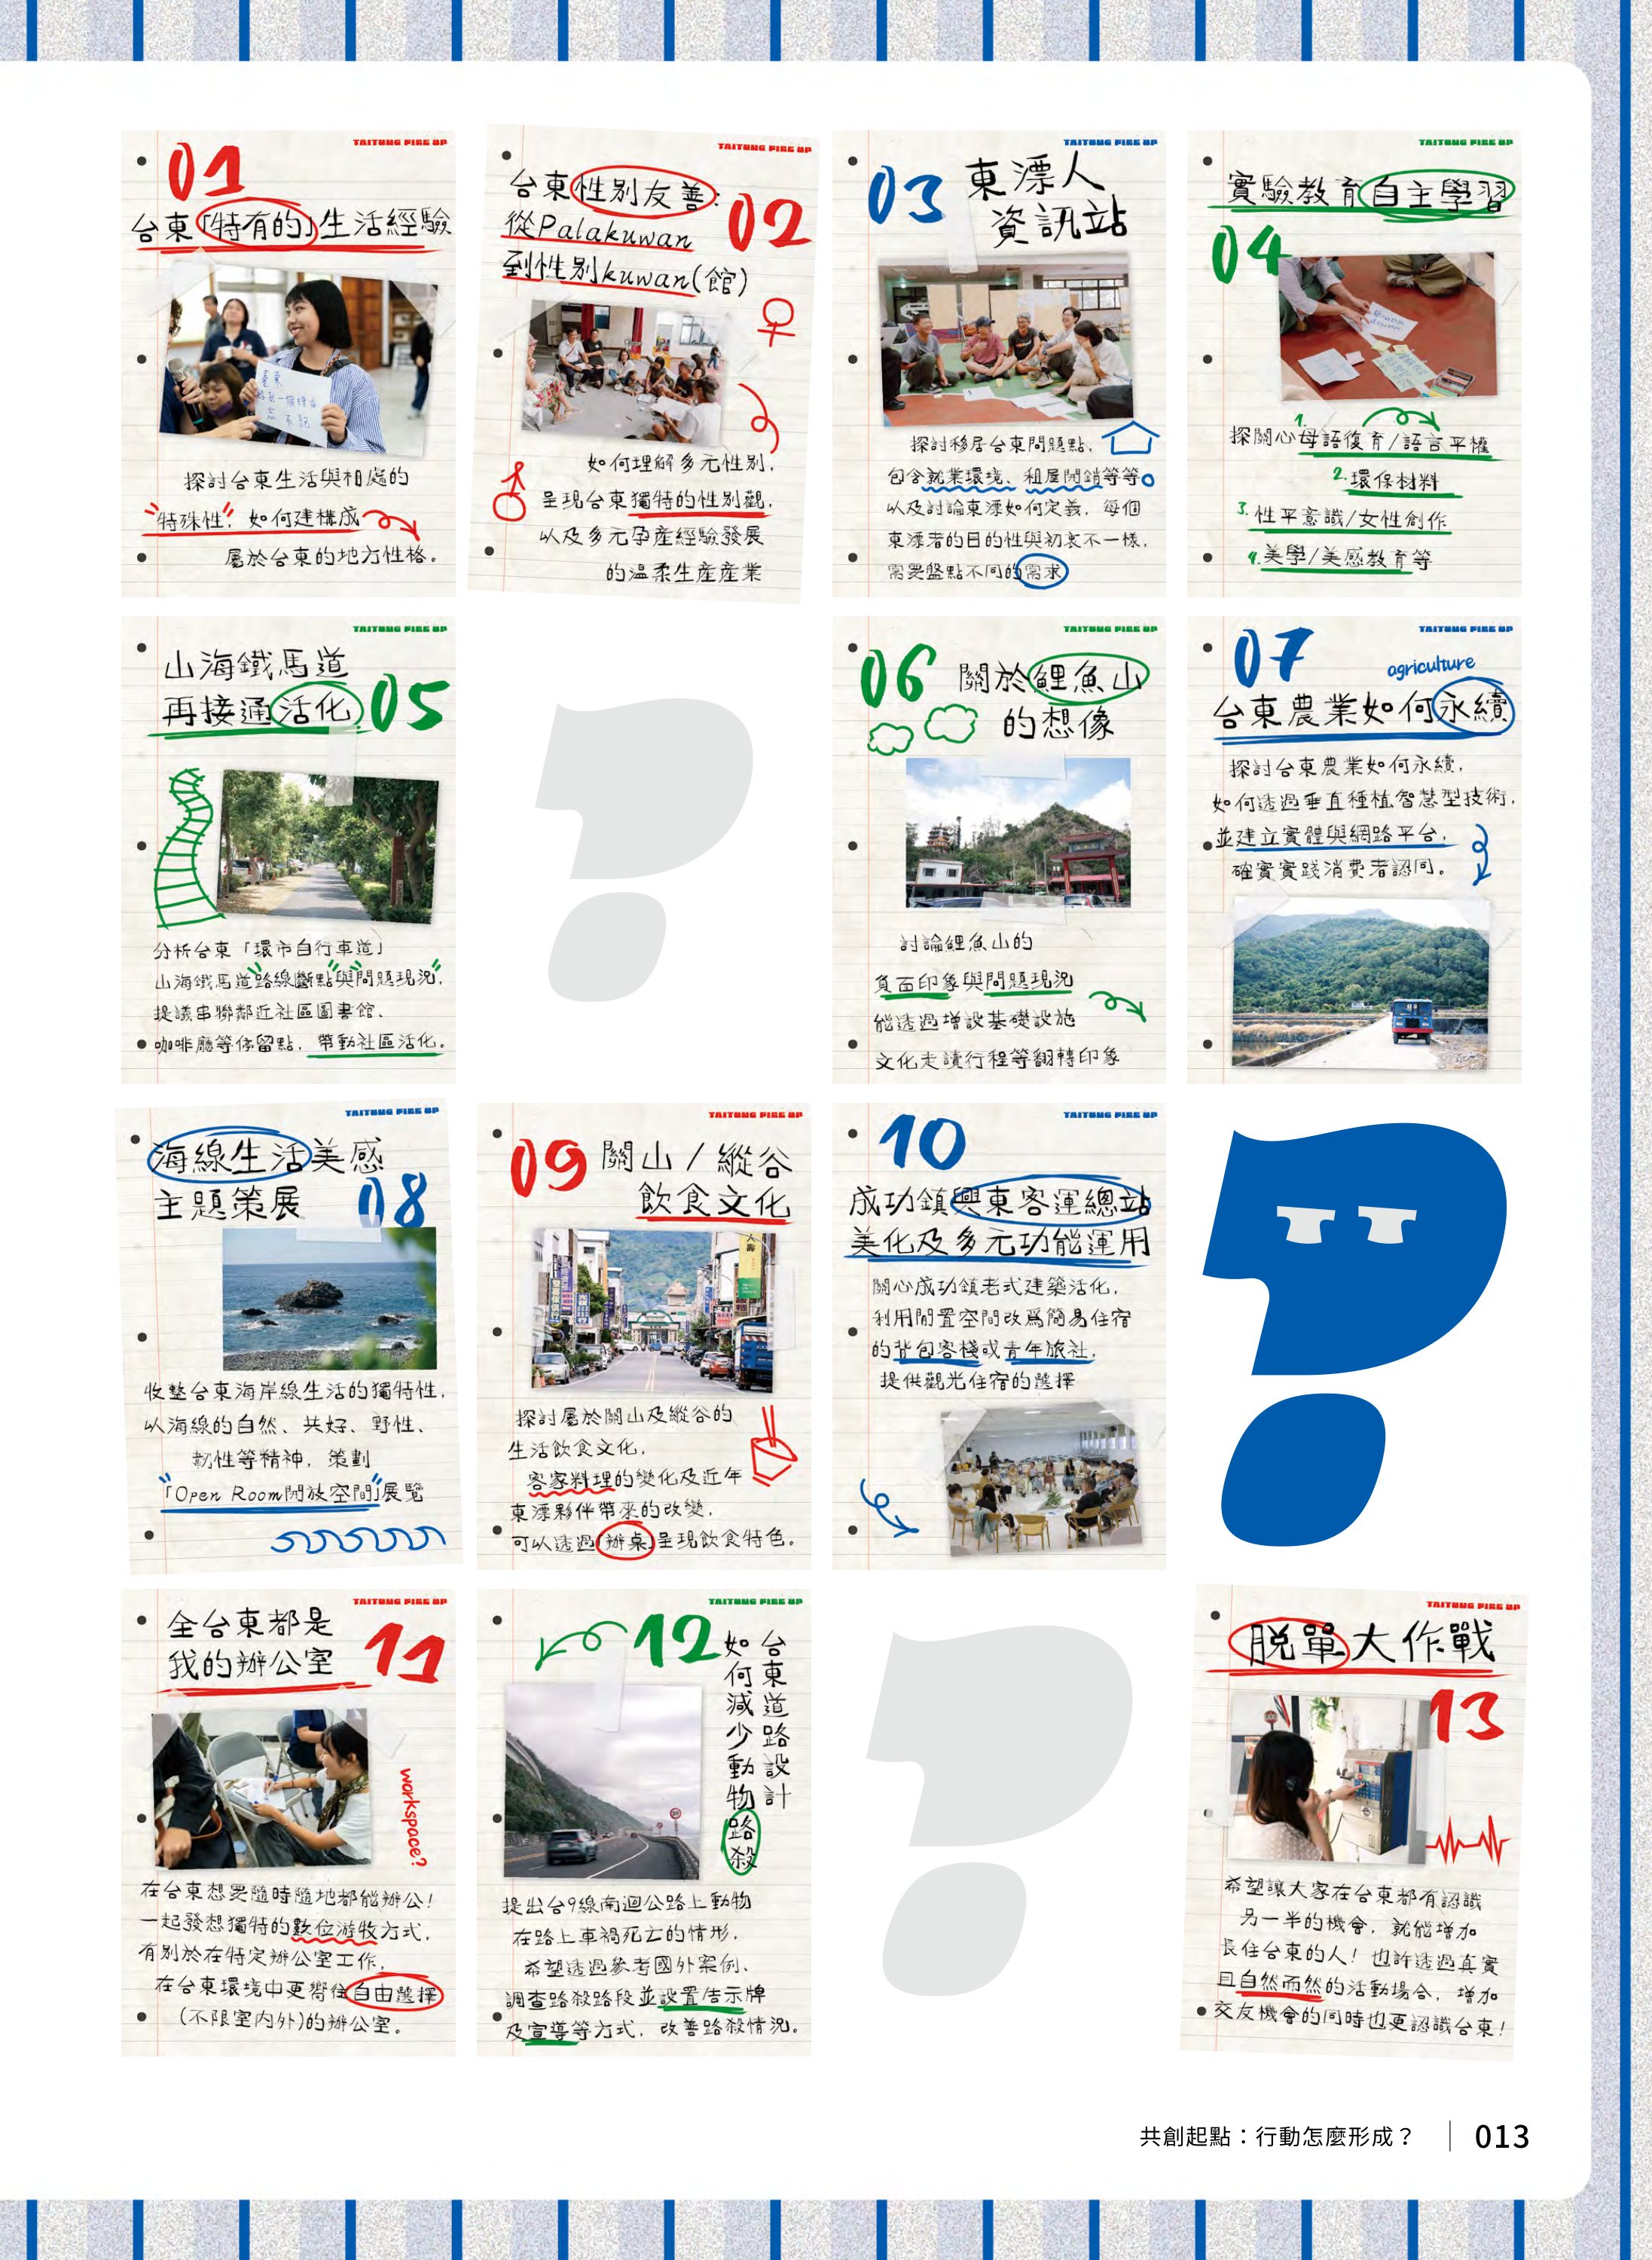 TAITUNG FIRE UP
01
台東「特有的」生活經驗
臺東
忘不記
探討台東生活與相處的
"特殊性",如何建構成
屬於台東的地方性格。
TAITUNG FIRE UP
台東性別友善:
02
從Palakuwan
到性別kuwan(館)
如何理解多元性別,
呈現台東獨特的性別觀,
以及多元孕產經驗發展
的溫柔生產產業
TAITUNG FIRE UP
03
東漂人
資訊站
探討移居台東問題點,
包含就業環境、租屋開銷等等。
以及討論東漂如何定義,每個
東漂者的目的性與初衷不一樣,
需要盤點不同的需求
TAITUNG FIRE UP
實驗教育自主學習
04
探關心1.母語復育/語言平權
2.環保材料
3.性平意識/女性創作
4.美學/美感教育等
TAITUNG FIRE UP
山海鐵馬道
再接通活化
05
分析台東「環市自行車道」
山海鐵馬道"路線斷點"與"問題現況",
提議串聯鄰近社區圖書館、
咖啡廳等停留點,帶動社區活化。
TAITUNG FIRE UP
06
關於鯉魚山
的想像
討論鯉魚山的
負面印象與問題現況
能透過增設基礎設施
文化走讀行程等翻轉印象
TAITUNG FIRE UP
07
agriculture
台東農業如何永續
探討台東農業如何永續,
如何透過垂直種植智慧型技術,
並建立實體與網路平台,
確實實踐消費者認同。
TAITUNG FIRE UP
海線生活美感
主題策展
08
收整台東海岸線生活的獨特性,
以海線的自然、共好、野性、
韌性等精神,策劃
"「Open Room開放空間」"展覽
TAITUNG FIRE UP
09
關山/縱谷
飲食文化
探討屬於關山及縱谷的
生活飲食文化,
客家料理的變化及近年
東漂夥伴帶來的改變,
可以透過「辦桌」呈現飲食特色。
TAITUNG FIRE UP
10
成功鎮興東客運總站
美化及多元功能運用
關心成功鎮老式建築活化,
利用閒置空間改為簡易住宿
的背包客棧或青年旅社,
提供觀光住宿的選擇
TAITUNG FIRE UP
全台東都是
我的辦公室
11
workspace?
在台東想要隨時隨地都能辦公!
一起發想獨特的數位游牧方式,
有別於在特定辦公室工作,
在台東環境中更嚮往自由選擇
(不限室內外)的辦公室。
TAITUNG FIRE UP
12
台東道路設計
如何減少動物路殺
提出台9線南迴公路上動物
在路上車禍死亡的情形,
希望透過參考國外案例、
調查路殺路段並設置告示牌
及宣導等方式,改善路殺情況。
TAITUNG FIRE UP
脫單大作戰
13
希望讓大家在台東都有認識
另一半的機會,就能增加
長住台東的人!也許透過真實
且自然而然的活動場合,增加
交友機會的同時也更認識台東!
共創起點:行動怎麼形成?
013